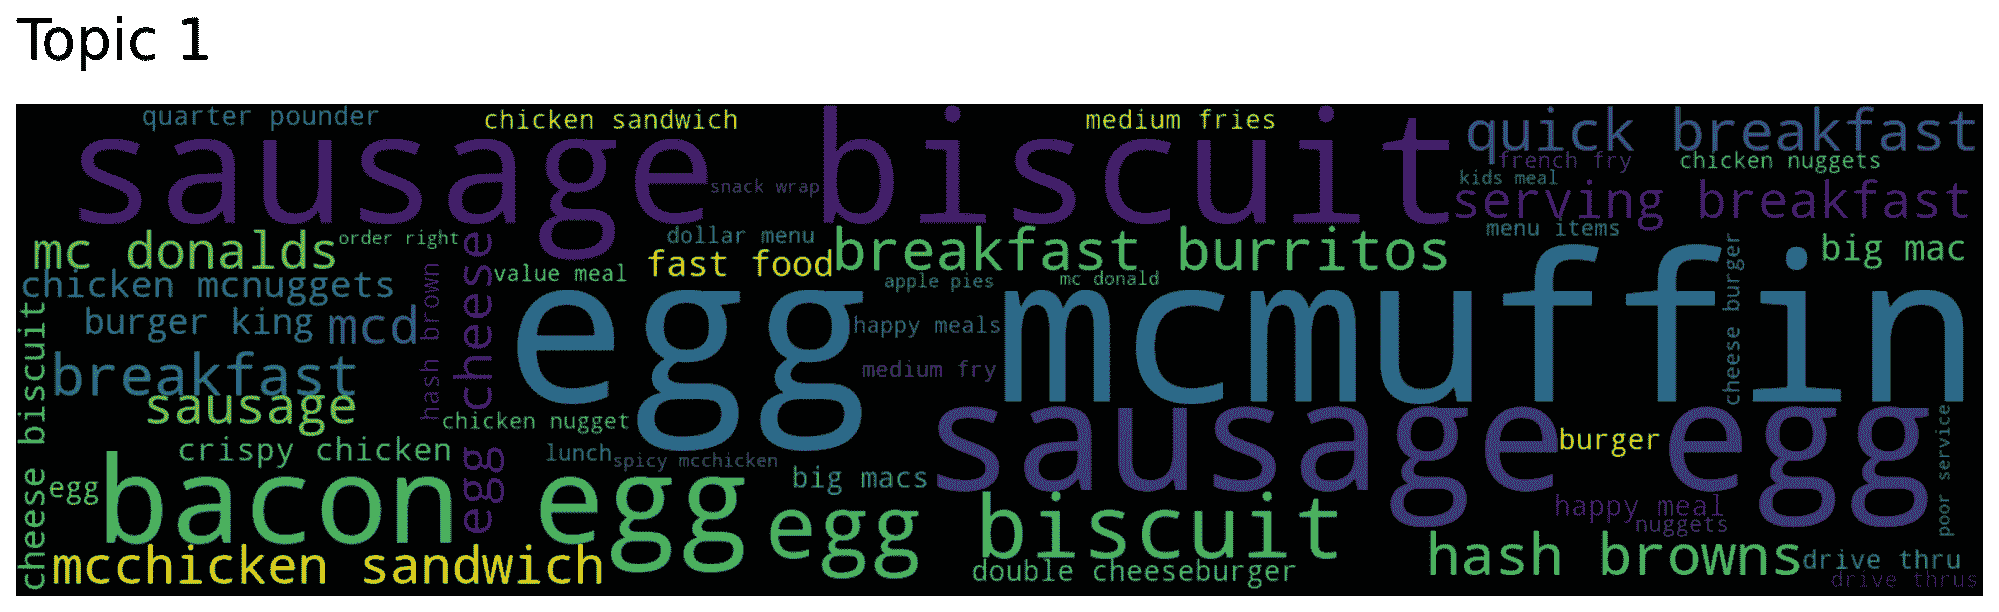 Topic 1
quarter pounder
chicken sandwich
medium fries
quick breakfast
sausage biscuit
french fry
chicken nuggets
snack wrap
kids meal
serving breakfast
mc donalds
order right
dollar menu
breakfast burritos
menu items
big mac
chicken mcnuggets
value meal
fast food
apple pies
mc donald
burger king
mcd
hash brown
egg cheese
egg mcmuffin
happy meals
cheese burger
breakfast
medium fry
sausage
chicken nugget
sausage egg
cheese biscuit
crispy chicken
lunch
spicy mcchicken
burger
poor service
egg
bacon egg
big macs
happy meal
nuggets
egg biscuit
hash browns
mcchicken sandwich
double cheeseburger
drive thru
drive thrus